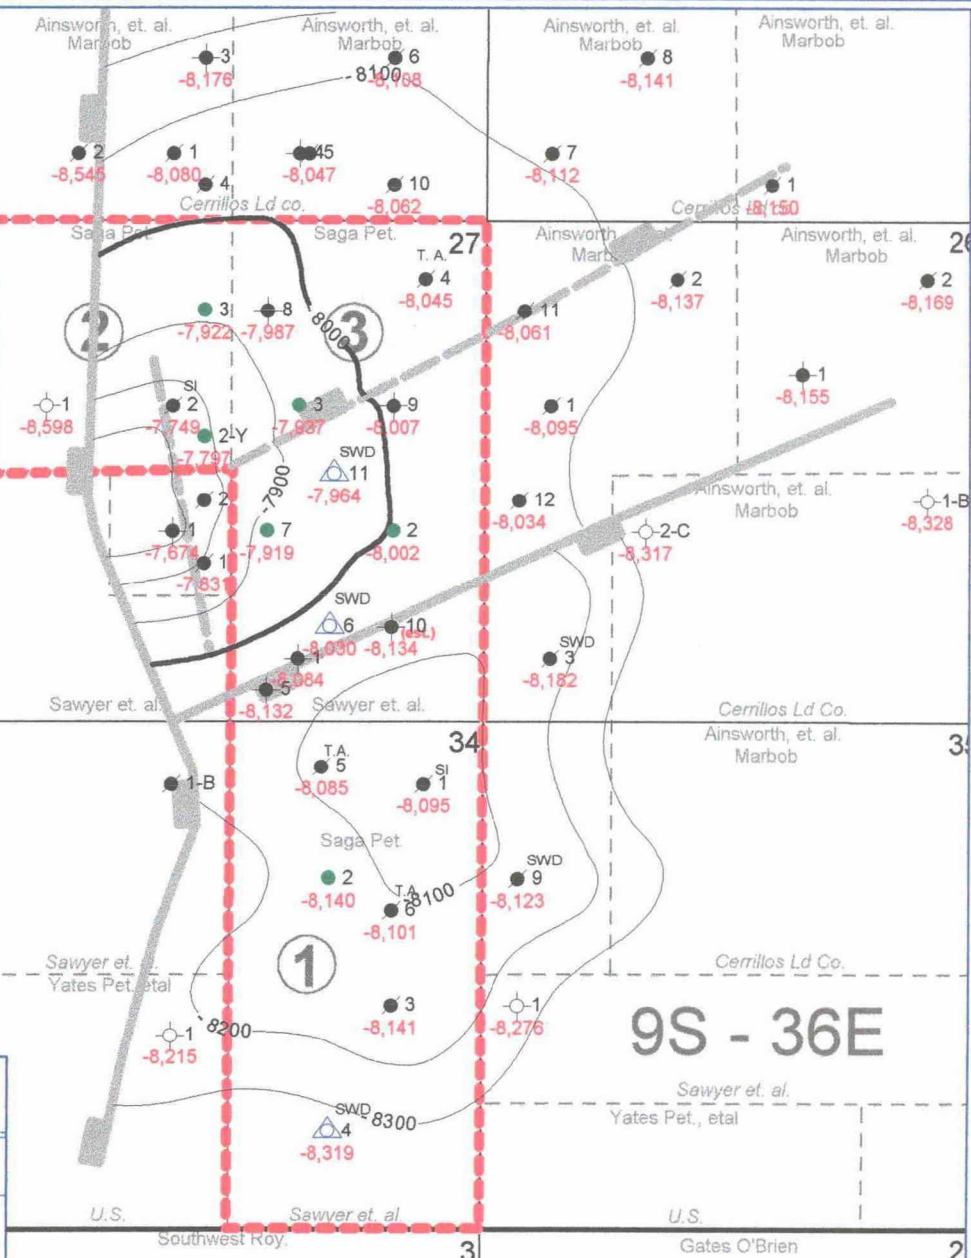 Ainsworth, et. al.
Marbob
Ainsworth, et. al.
Marbob
Ainsworth, et. al.
Marbob
Ainsworth, et. al.
Marbob
3
-8,176
6
-8,108
-8100
8
-8,141
2
-8,545
1
-8,080
45
-8,047
7
-8,112
4
10
-8,062
1
-8,150
Cerrillos Ld co.
Saga Pet.
Saga Pet.
27
Ainsworth
Marb
Ainsworth, et. al.
Marbob
26
T. A.
4
-8,045
2
-8,137
2
-8,169
2
3
-7,922
8
-7,987
-8000
3
11
-8,061
1
-8,155
1
-8,598
SI
2
-7,749
3
-7,937
9
-8,007
1
-8,095
2-Y
-7,797
SWD
11
-7,964
-7900
2
12
-8,034
Ainsworth, et. al.
Marbob
1-B
-8,328
1
-7,674
7
-7,919
2
-8,002
2-C
-8,317
1
-7,831
SWD
6
-8,030
10
(est.)
-8,134
1
-8,084
SWD
3
-8,182
5
-8,132
Sawyer et. al.
Sawyer et. al.
Cerrillos Ld Co.
34
Ainsworth, et. al.
Marbob
T.A.
5
-8,085
SI
1
-8,095
1-B
Saga Pet.
2
-8,140
T.A.
6
-8,101
-8100
SWD
9
-8,123
1
Sawyer et.
Yates Pet. etal
Cerrillos Ld Co.
3
-8,141
1
-8,276
9S - 36E
-8200
1
-8,215
Sawyer et. al.
Yates Pet., etal
SWD
4
-8,319
-8300
U.S.
Sawyer et. al
U.S.
Southwest Roy.
3
Gates O'Brien
2